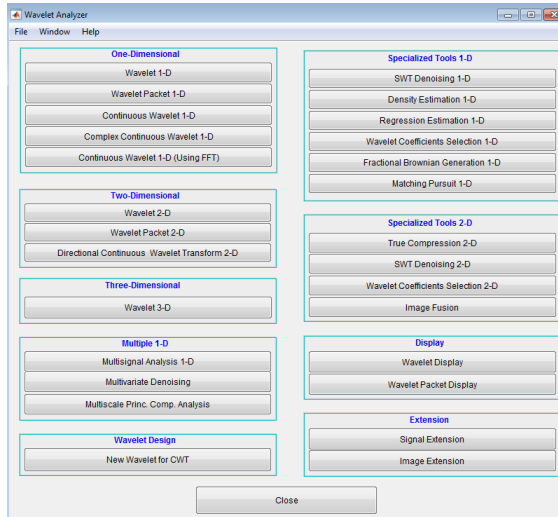 Wavelet Analyzer
File Window Help
One-Dimensional
Wavelet 1-D
Wavelet Packet 1-D
Continuous Wavelet 1-D
Complex Continuous Wavelet 1-D
Continuous Wavelet 1-D (Using FFT)
Two-Dimensional
Wavelet 2-D
Wavelet Packet 2-D
Directional Continuous Wavelet Transform 2-D
Three-Dimensional
Wavelet 3-D
Multiple 1-D
Multisignal Analysis 1-D
Multivariate Denoising
Multiscale Princ. Comp. Analysis
Wavelet Design
New Wavelet for CWT
Specialized Tools 1-D
SWT Denoising 1-D
Density Estimation 1-D
Regression Estimation 1-D
Wavelet Coefficients Selection 1-D
Fractional Brownian Generation 1-D
Matching Pursuit 1-D
Specialized Tools 2-D
True Compression 2-D
SWT Denoising 2-D
Wavelet Coefficients Selection 2-D
Image Fusion
Display
Wavelet Display
Wavelet Packet Display
Extension
Signal Extension
Image Extension
Close